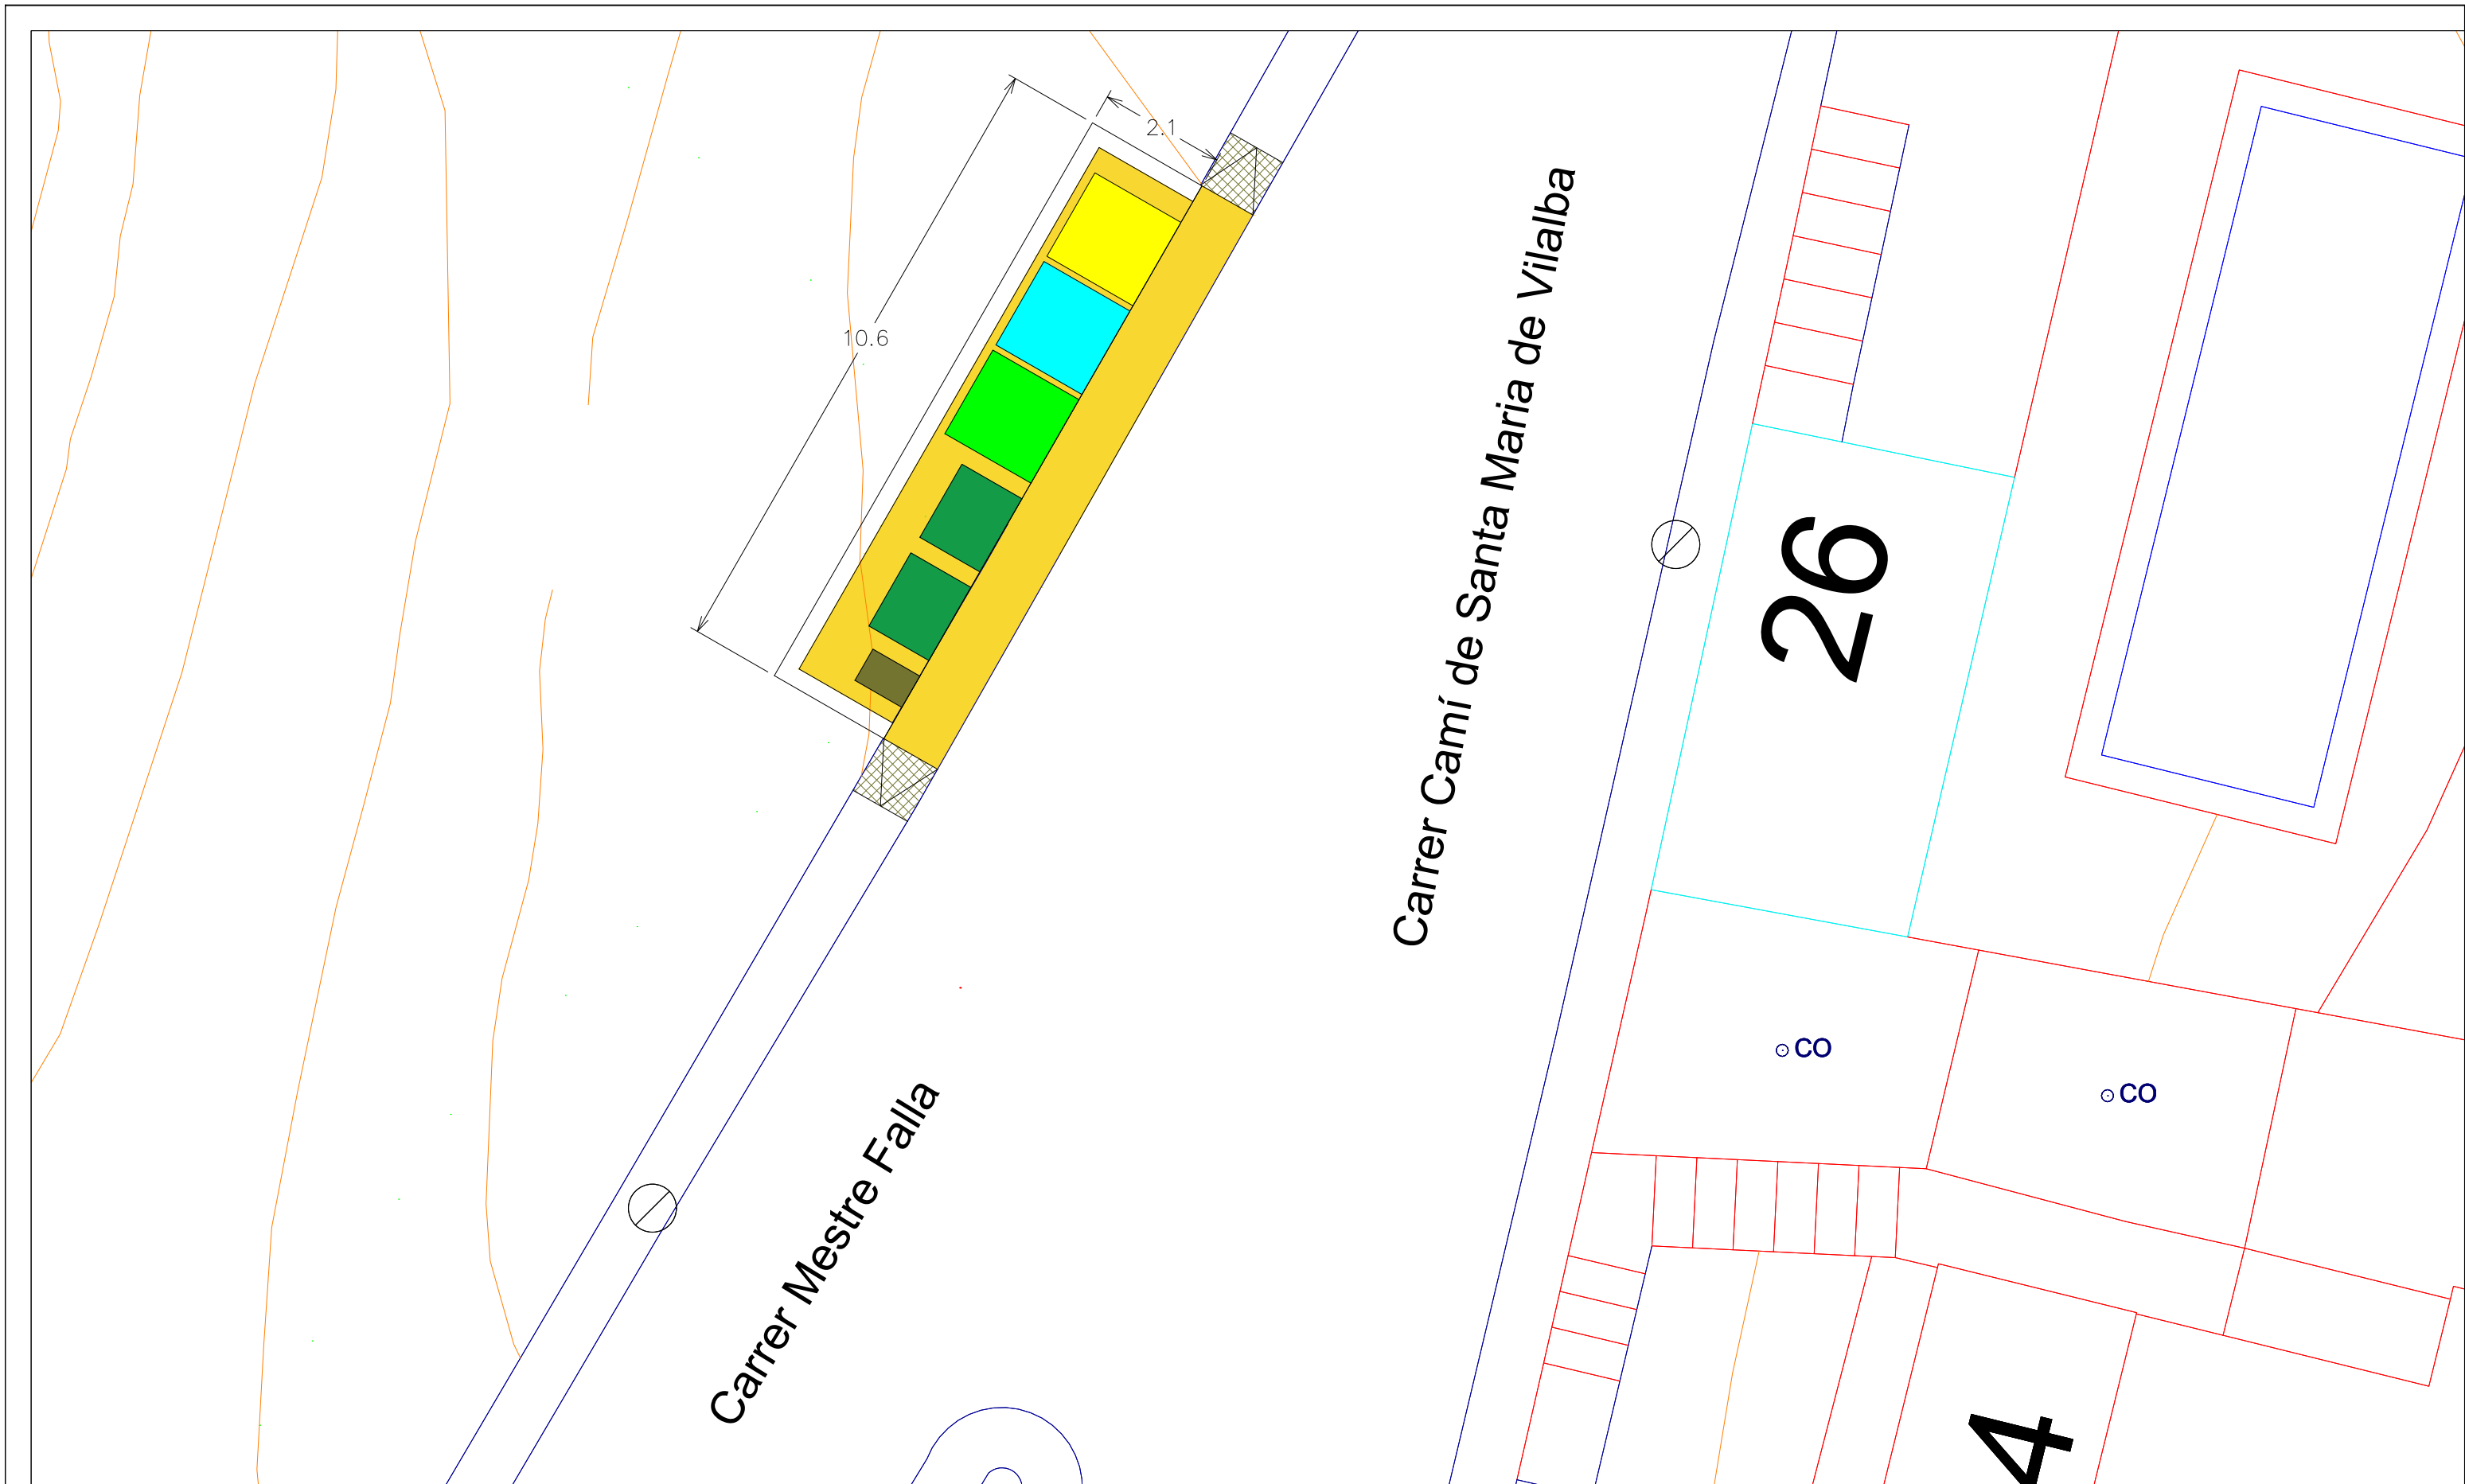 2.1
10.6
Carrer Camí de Santa Maria de Vilalba
26
CO
CO
Carrer Mestre Falla
4